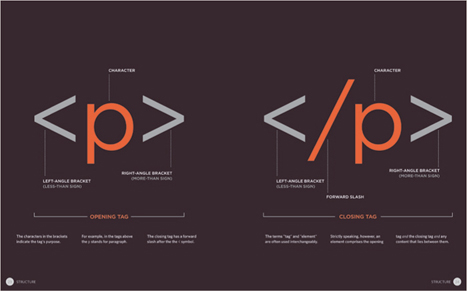 CHARACTER
<p>
LEFT-ANGLE BRACKET
(LESS-THAN SIGN)
RIGHT-ANGLE BRACKET
(MORE-THAN SIGN)
OPENING TAG
The characters in the brackets
indicate the tag's purpose.
For example, in the tags above
the p stands for paragraph.
The closing tag has a forward
slash after the the < symbol.
STRUCTURE
CHARACTER
</p>
LEFT-ANGLE BRACKET
(LESS-THAN SIGN)
RIGHT-ANGLE BRACKET
(MORE-THAN SIGN)
FORWARD SLASH
CLOSING TAG
The terms "tag" and "element"
are often used interchangeably.
Strictly speaking, however, an
element comprises the opening
tag and the closing tag and any
content that lies between them.
STRUCTURE